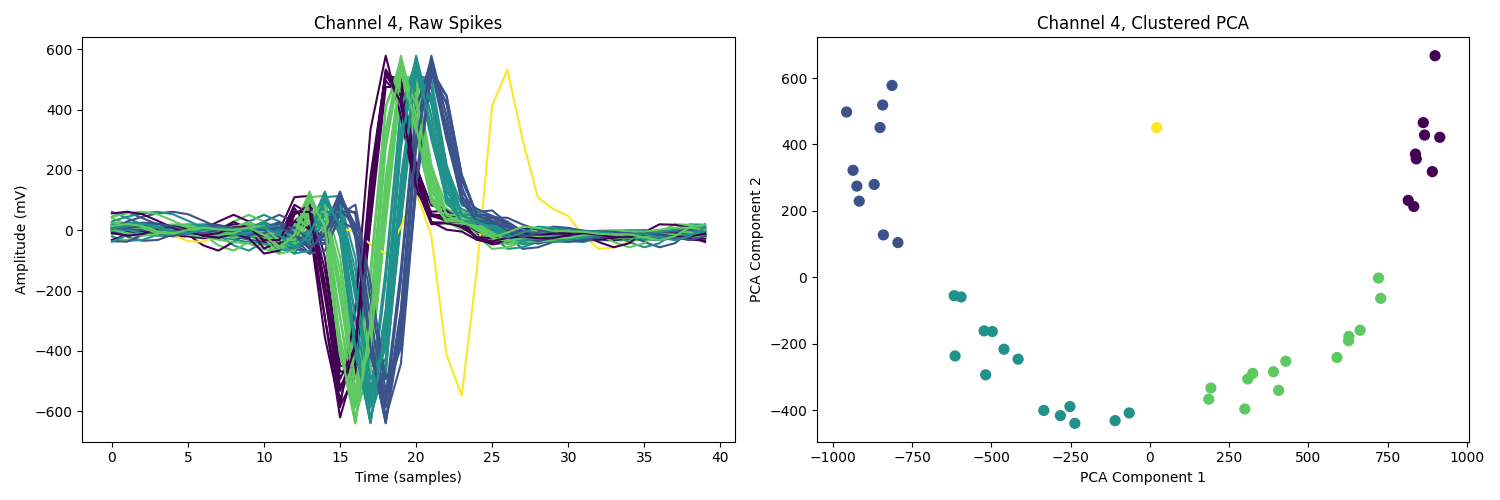 Channel 4, Raw Spikes
Amplitude (mV)
600
400
200
0
−200
−400
−600
0 5 10 15 20 25 30 35 40
Time (samples)
Channel 4, Clustered PCA
PCA Component 2
600
400
200
0
−200
−400
−1000 −750 −500 −250 0 250 500 750 1000
PCA Component 1